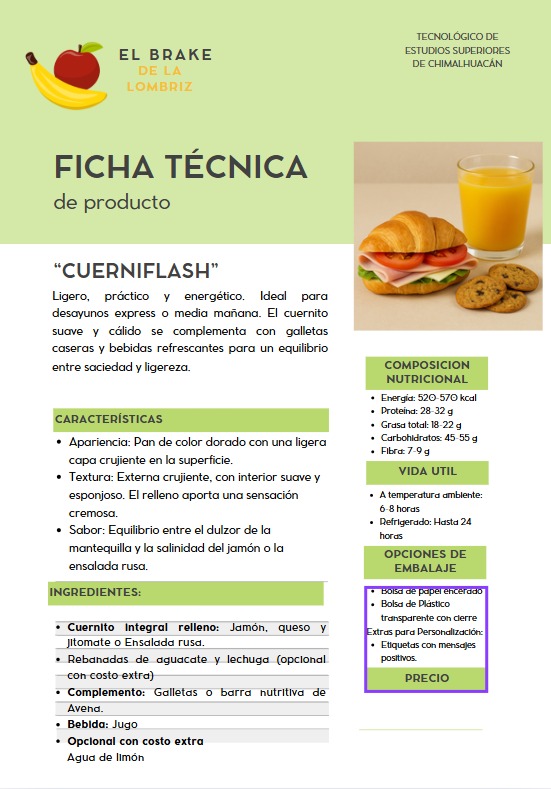 EL BRAKE
DE LA
LOMBRIZ
TECNOLÓGICO DE
ESTUDIOS SUPERIORES
DE CHIMALHUACÁN
FICHA TÉCNICA
de producto
“CUERNIFLASH”
Ligero, práctico y energético. Ideal para
desayunos express o media mañana. El cuernito
suave y cálido se complementa con galletas
caseras y bebidas refrescantes para un equilibrio
entre saciedad y ligereza.
CARACTERÍSTICAS
• Apariencia: Pan de color dorado con una ligera
capa crujiente en la superficie.
• Textura: Externa crujiente, con interior suave y
esponjoso. El relleno aporta una sensación
cremosa.
• Sabor: Equilibrio entre el dulzor de la
mantequilla y la salinidad del jamón o la
ensalada rusa.
INGREDIENTES:
• Cuernito integral relleno: Jamón, queso y
jitomate o Ensalada rusa.
• Rebanadas de aguacate y lechuga (opcional
con costo extra)
• Complemento: Galletas o barra nutritiva de
Avena.
• Bebida: Jugo
• Opcional con costo extra
Agua de limón
COMPOSICION
NUTRICIONAL
• Energía: 520-570 kcal
• Proteína: 28-32 g
• Grasa total: 18-22 g
• Carbohidratos: 45-55 g
• Fibra: 7-9 g
VIDA UTIL
• A temperatura ambiente:
6-8 horas
• Refrigerado: Hasta 24
horas
OPCIONES DE
EMBALAJE
• Bolsa de papel encerado
• Bolsa de Plástico
transparente con cierre
Extras para Personalización:
• Etiquetas con mensajes
positivos.
PRECIO